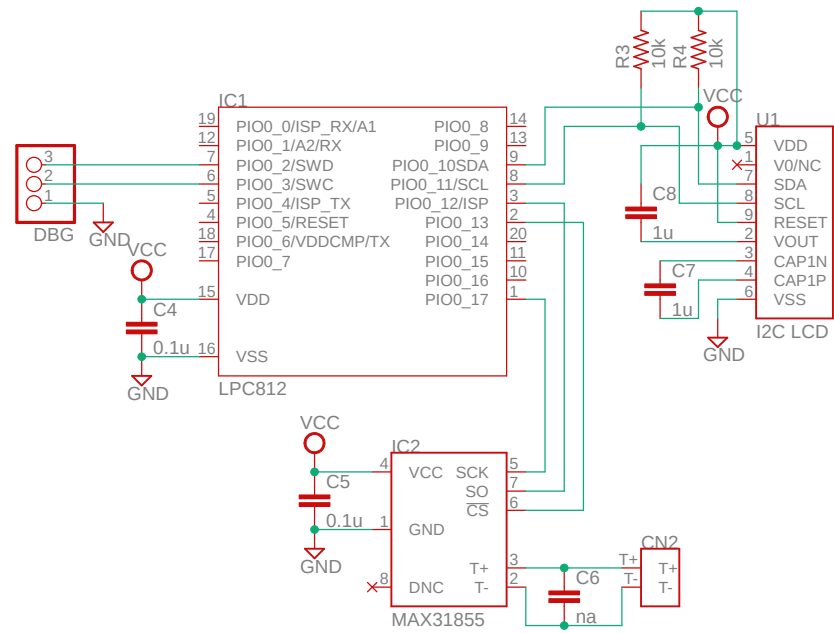 R3
10k
R4
10k
VCC
U1
5 VDD
1 V0/NC
7 SDA
8 SCL
9 RESET
2 VOUT
3 CAP1N
4 CAP1P
6 VSS
I2C LCD
C8
1u
C7
1u
GND
IC1
19 PIO0_0/ISP_RX/A1 PIO0_8 14
12 PIO0_1/A2/RX PIO0_9 13
7 PIO0_2/SWD PIO0_10SDA 9
6 PIO0_3/SWC PIO0_11/SCL 8
5 PIO0_4/ISP_TX PIO0_12/ISP 3
4 PIO0_5/RESET PIO0_13 2
18 PIO0_6/VDDCMP/TX PIO0_14 20
17 PIO0_7 PIO0_15 11
PIO0_16 10
PIO0_17 1
15 VDD
16 VSS
LPC812
3
2
1
DBG
GND
VCC
C4
0.1u
GND
VCC
C5
0.1u
GND
IC2
4 VCC SCK 5
SO 7
CS 6
1 GND
T+ 3
8 DNC T- 2
MAX31855
C6
na
CN2
T+ T+
T- T-